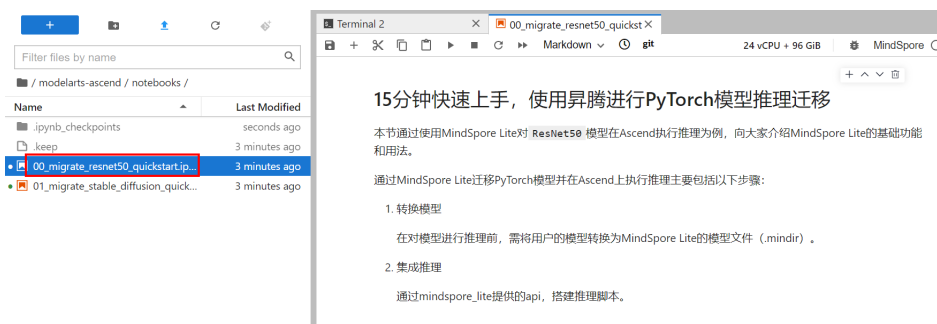 Terminal 2
00_migrate_resnet50_quickst
Markdown
git
24 vCPU + 96 GiB
MindSpore
Filter files by name
/ modelarts-ascend / notebooks /
Name Last Modified
.ipynb_checkpoints seconds ago
.keep 3 minutes ago
00_migrate_resnet50_quickstart.ip... 3 minutes ago
01_migrate_stable_diffusion_quick... 3 minutes ago
15分钟快速上手，使用昇腾进行PyTorch模型推理迁移
本节通过使用MindSpore Lite对 ResNet50 模型在Ascend执行推理为例，向大家介绍MindSpore Lite的基础功能
和用法。
通过MindSpore Lite迁移PyTorch模型并在Ascend上执行推理主要包括以下步骤：
1. 转换模型
在对模型进行推理前，需将用户的模型转换为MindSpore Lite的模型文件（.mindir）。
2. 集成推理
通过mindspore_lite提供的api，搭建推理脚本。